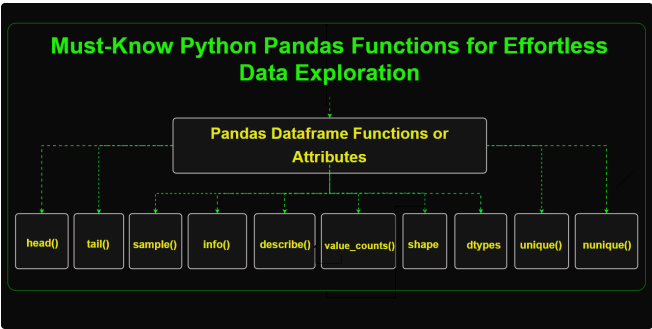 Must-Know Python Pandas Functions for Effortless
Data Exploration
Pandas Dataframe Functions or
Attributes
head()
tail()
sample()
info()
describe()
value_counts()
shape
dtypes
unique()
nunique()